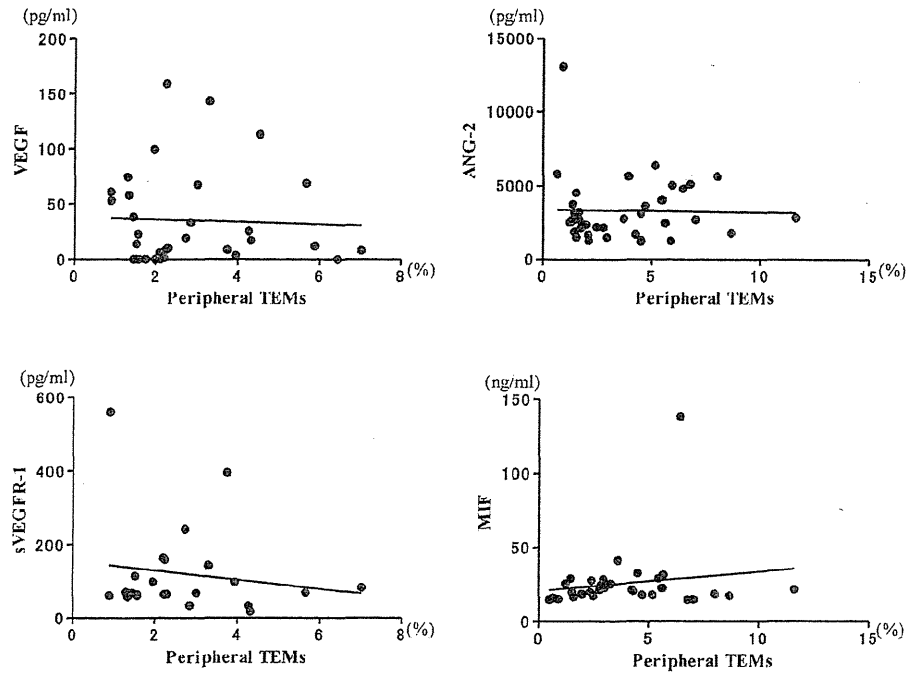 (pg/ml)
200
150
100
50
0
VEGF
0 2 4 6 8 (%)
Peripheral TEMs
(pg/ml)
15000
10000
5000
0
ANG-2
0 5 10 15 (%)
Peripheral TEMs
(pg/ml)
600
400
200
0
sVEGFR-1
0 2 4 6 8 (%)
Peripheral TEMs
(ng/ml)
150
100
50
0
MIF
0 5 10 15 (%)
Peripheral TEMs